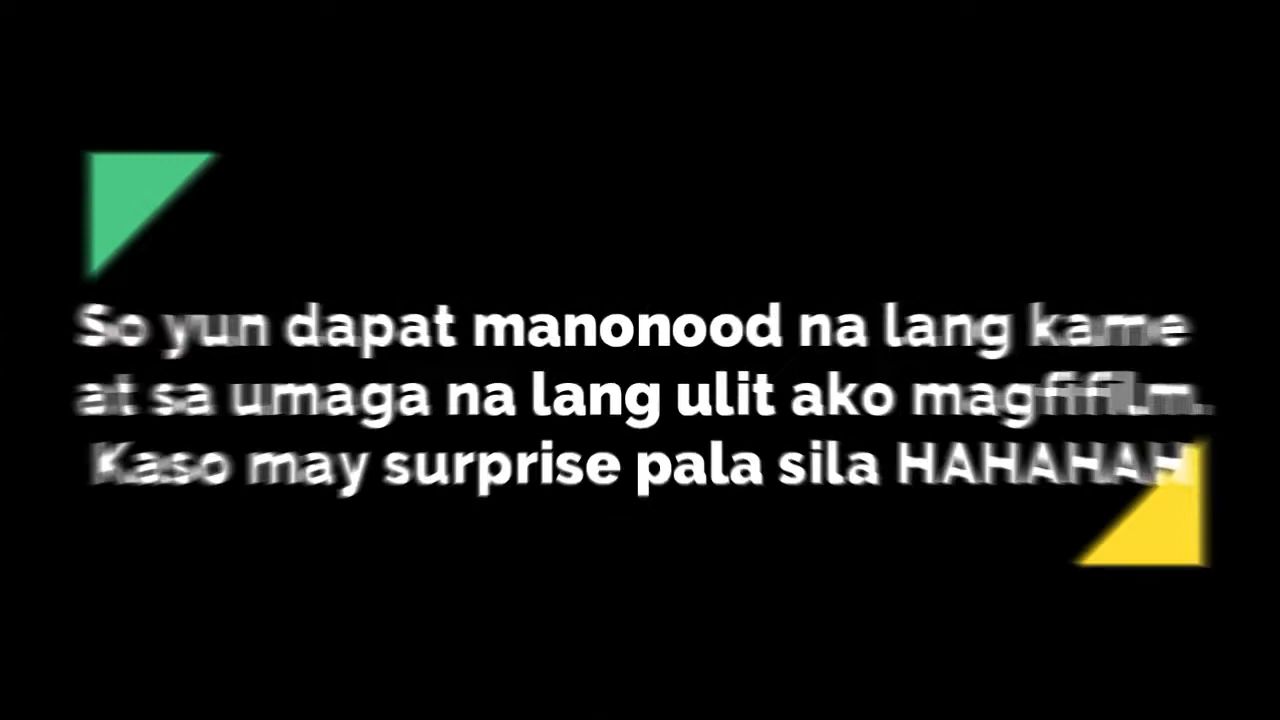 So yun dapat manonood na lang kame
at sa umaga na lang ulit ako magfifilm.
Kaso may surprise pala sila HAHAHAH